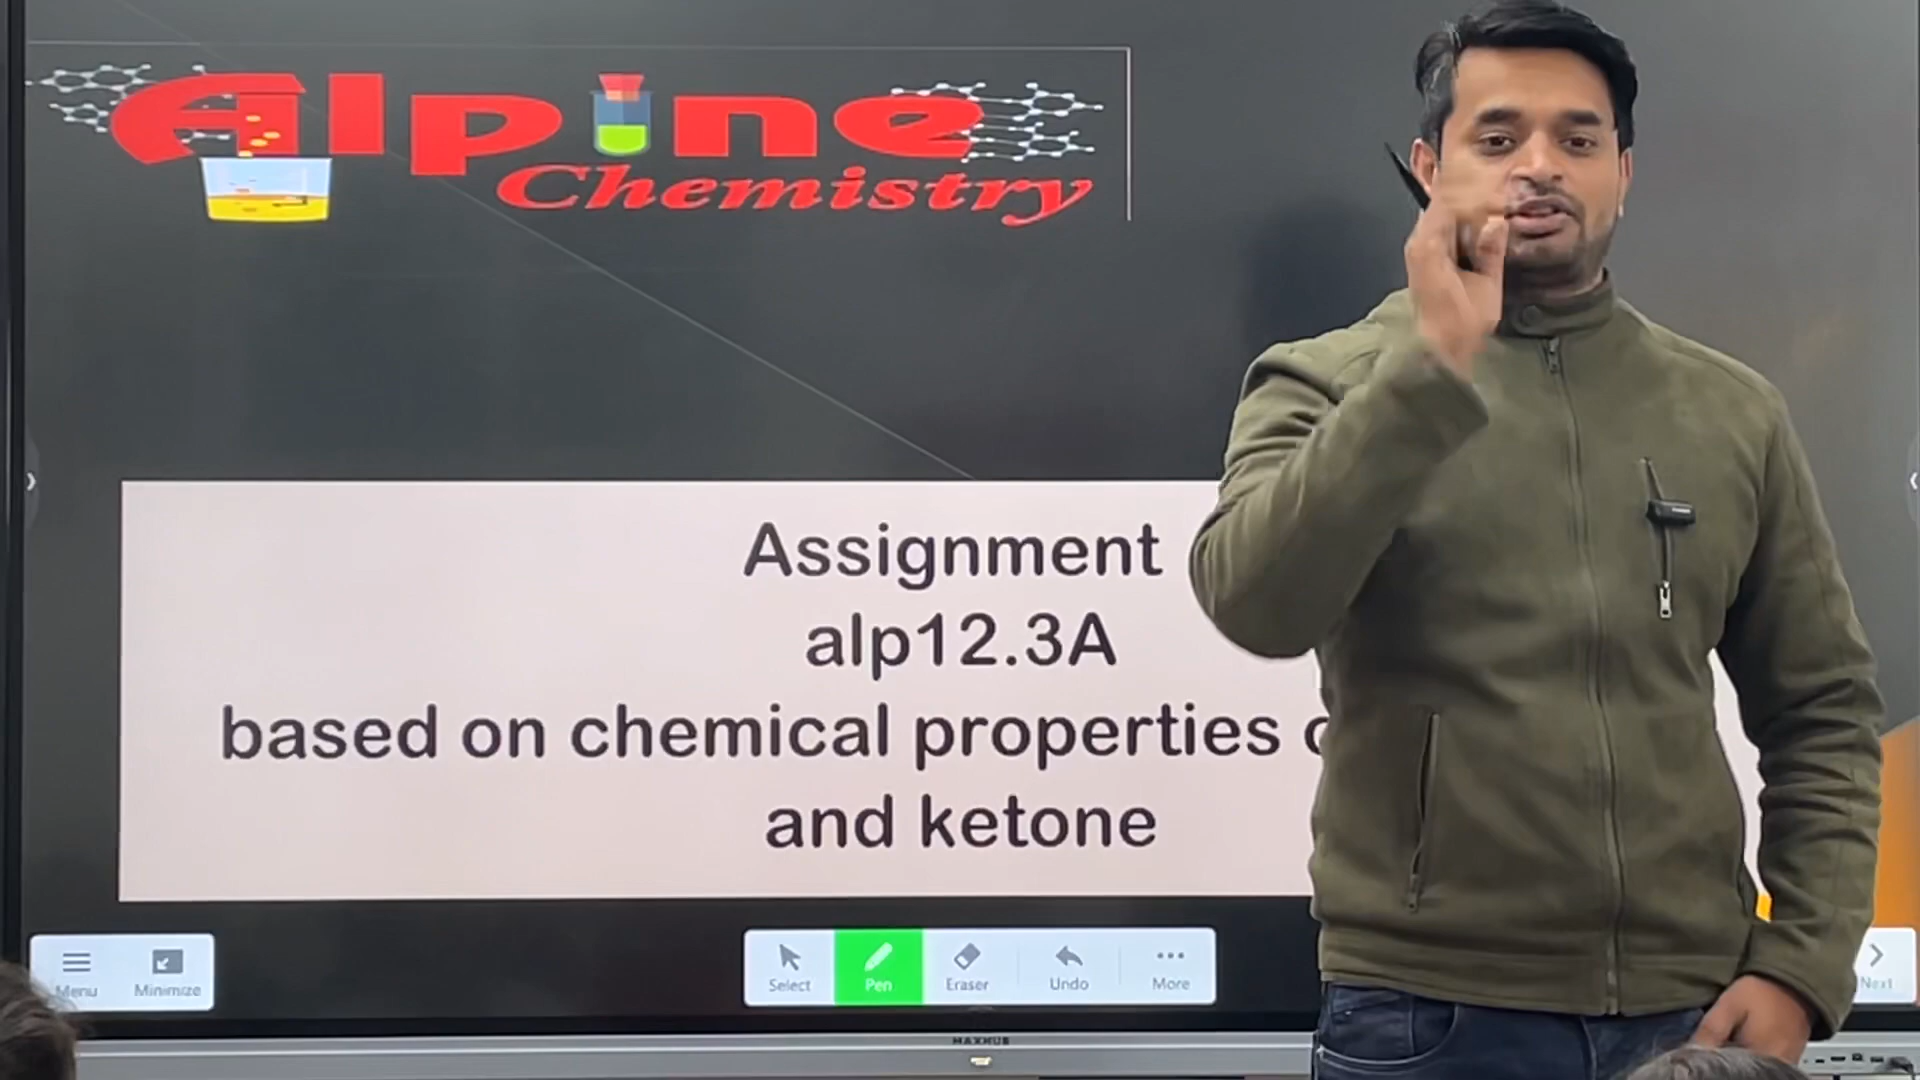 Alpine
Chemistry
Assignment
alp12.3A
based on chemical properties
and ketone
Menu
Minimize
Select
Pen
Eraser
Undo
More
Next
MAXHUB